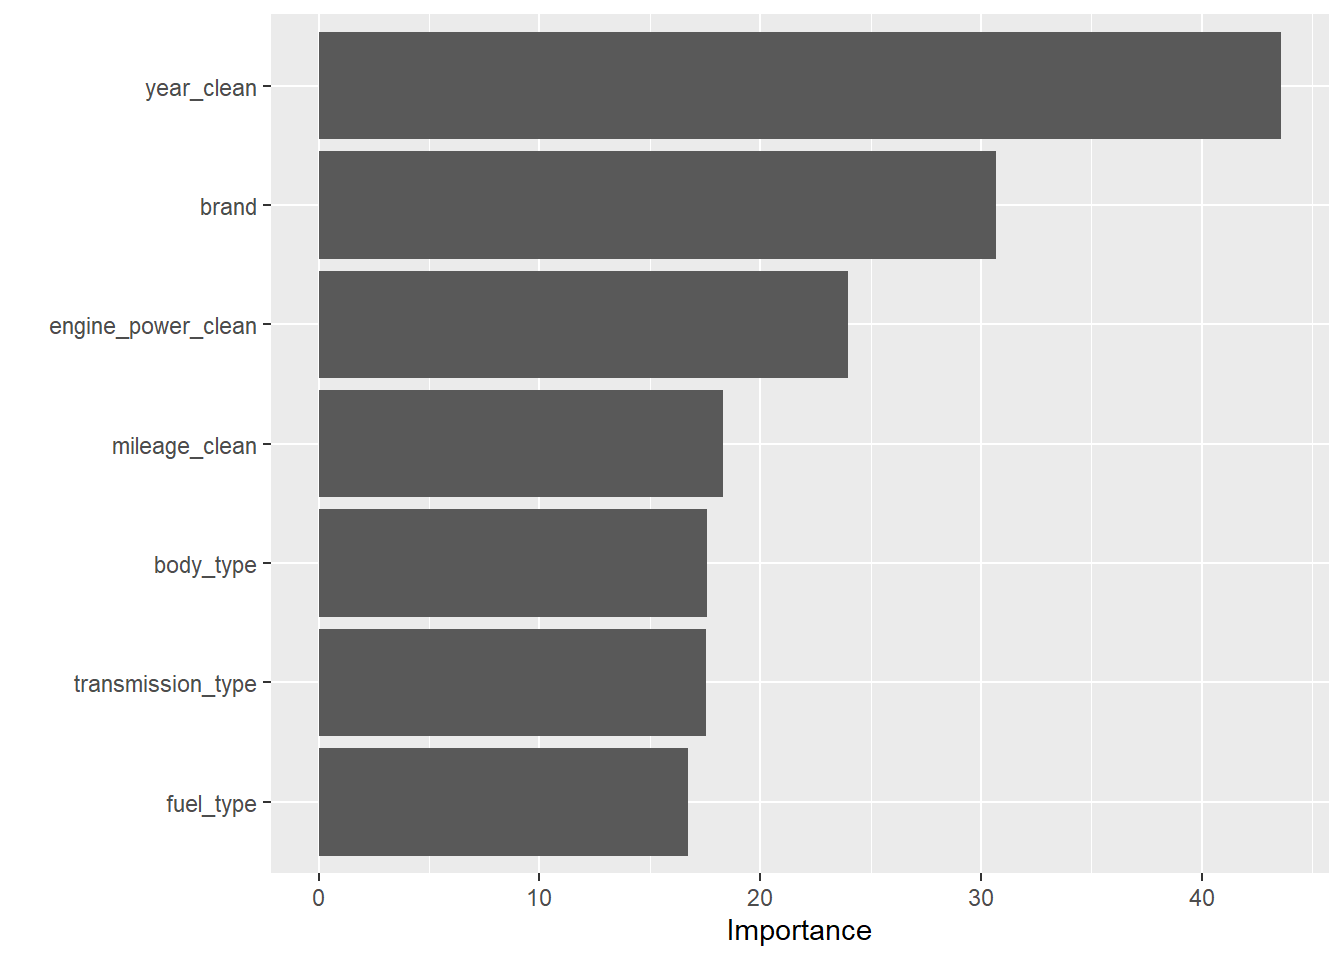 year_clean
brand
engine_power_clean
mileage_clean
body_type
transmission_type
fuel_type
0 10 20 30 40
Importance